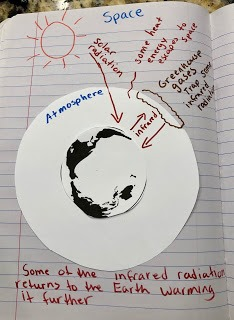 Space
solar
radiation
some heat
energy
escapes to
space
Greenhouse
gases
Trap some
infrared
radiation
Atmosphere
infrared
Some of the infrared radiation
returns to the Earth warming
it further